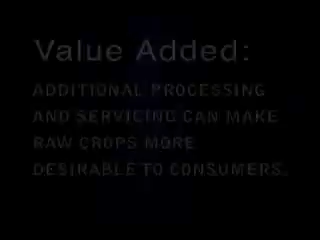 Value Added:
ADDITIONAL PROCESSING
AND SERVICING CAN MAKE
RAW CROPS MORE
DESIRABLE TO CONSUMERS.